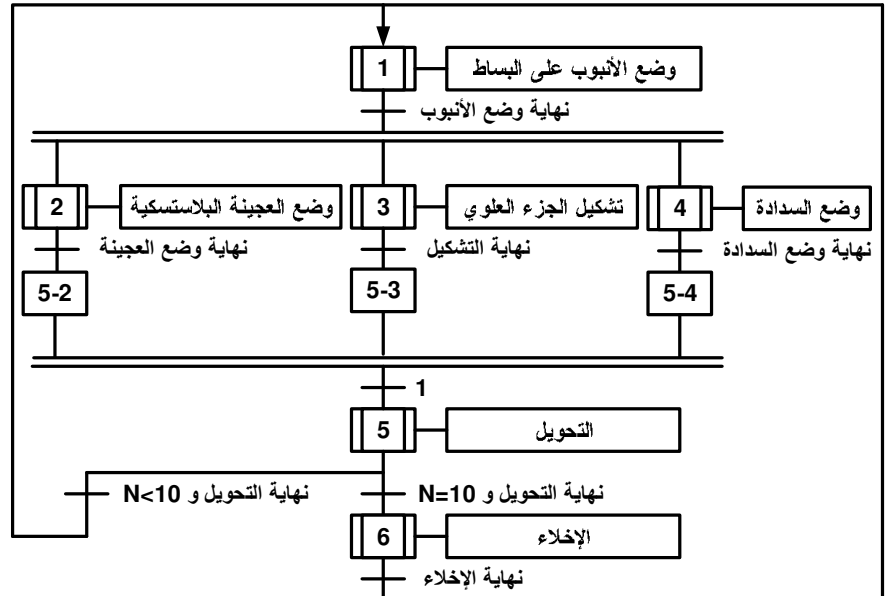 1 وضع الأنبوب على البساط
نهاية وضع الأنبوب
2 وضع العجينة البلاستسكية
3 تشكيل الجزء العلوي
4 وضع السدادة
نهاية وضع العجينة
نهاية التشكيل
نهاية وضع السدادة
5-2
5-3
5-4
1
5 التحويل
نهاية التحويل و N<10
نهاية التحويل و N=10
6 الإخلاء
نهاية الإخلاء